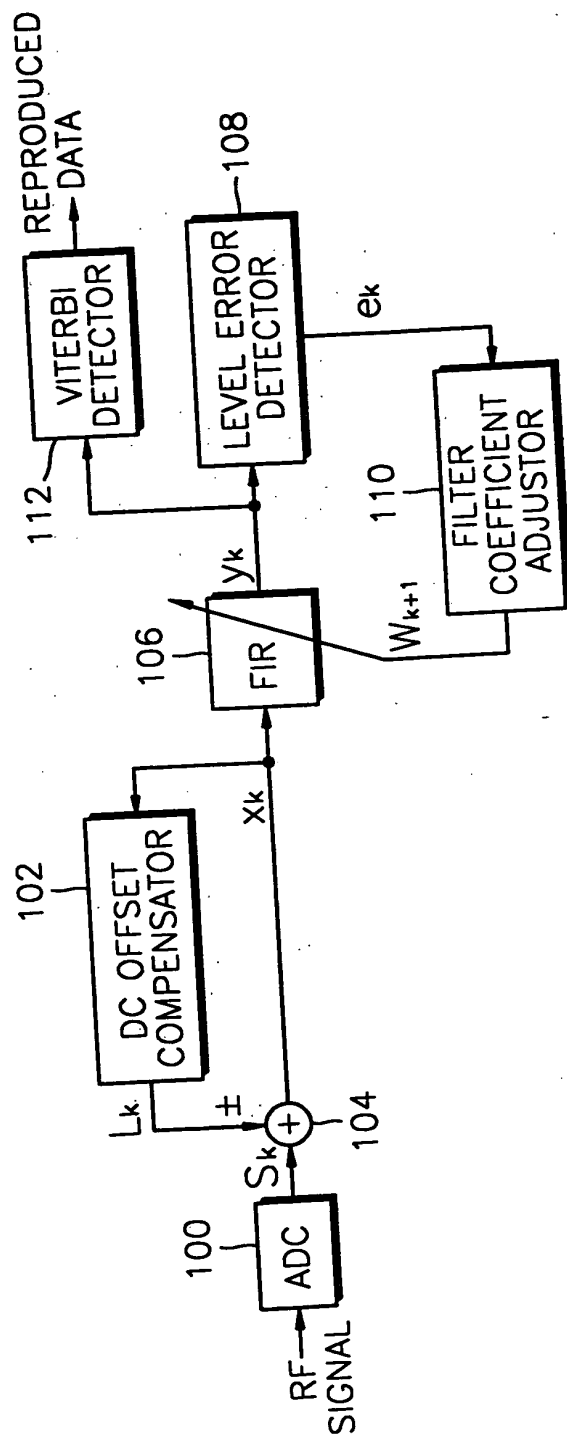 RF
SIGNAL
100
ADC
Sk
104
±
Lk
102
DC OFFSET
COMPENSATOR
xk
106
FIR
yk
Wk+1
112
VITERBI
DETECTOR
REPRODUCED
DATA
108
LEVEL ERROR
DETECTOR
ek
110
FILTER
COEFFICIENT
ADJUSTOR
+